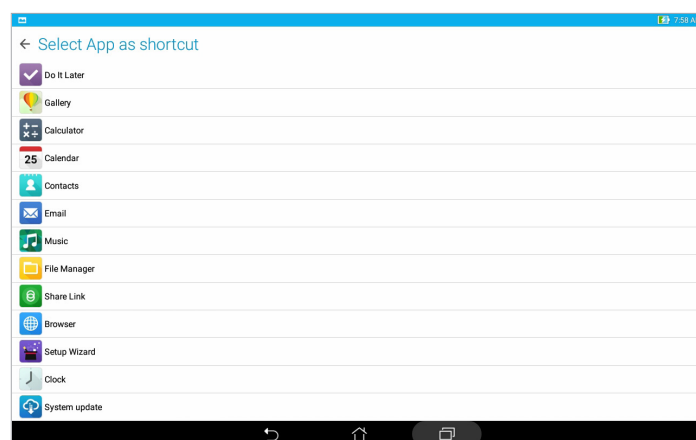 7:58 A
Select App as shortcut
Do It Later
Gallery
Calculator
25 Calendar
Contacts
Email
Music
File Manager
Share Link
Browser
Setup Wizard
Clock
System update